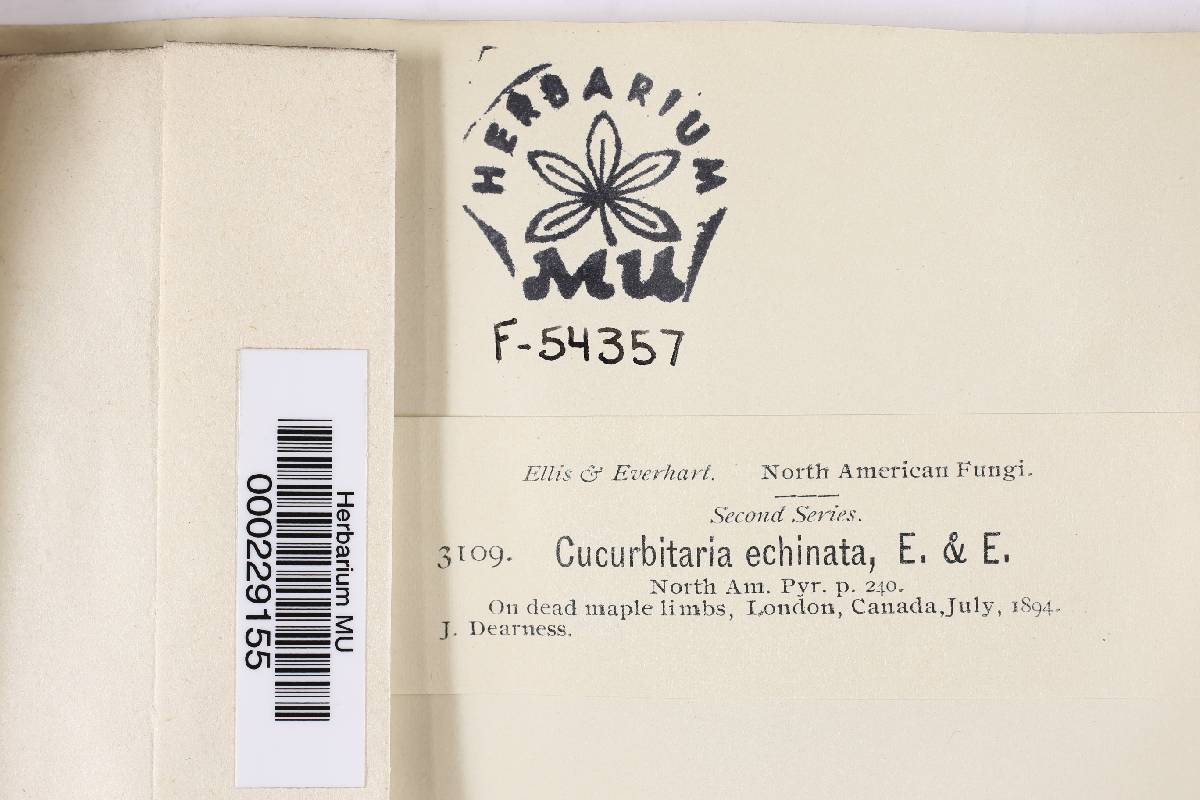 HERBARIUM
MU
F-54357
Herbarium MU
000229155
Ellis & Everhart. North American Fungi.
Second Series.
3109. Cucurbitaria echinata, E. & E.
North Am. Pyr. p. 240.
On dead maple limbs, London, Canada, July, 1894.
J. Dearness.